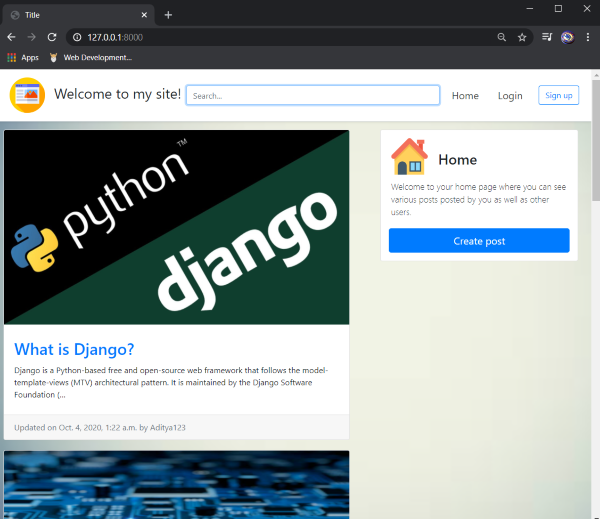 Title
127.0.0.1:8000
Apps
Web Development...
Welcome to my site!
Search...
Home
Login
Sign up
python
TM
django
Home
Welcome to your home page where you can see
various posts posted by you as well as other
users.
Create post
What is Django?
Django is a Python-based free and open-source web framework that follows the model-
template-views (MTV) architectural pattern. It is maintained by the Django Software
Foundation (...
Updated on Oct. 4, 2020, 1:22 a.m. by Aditya123